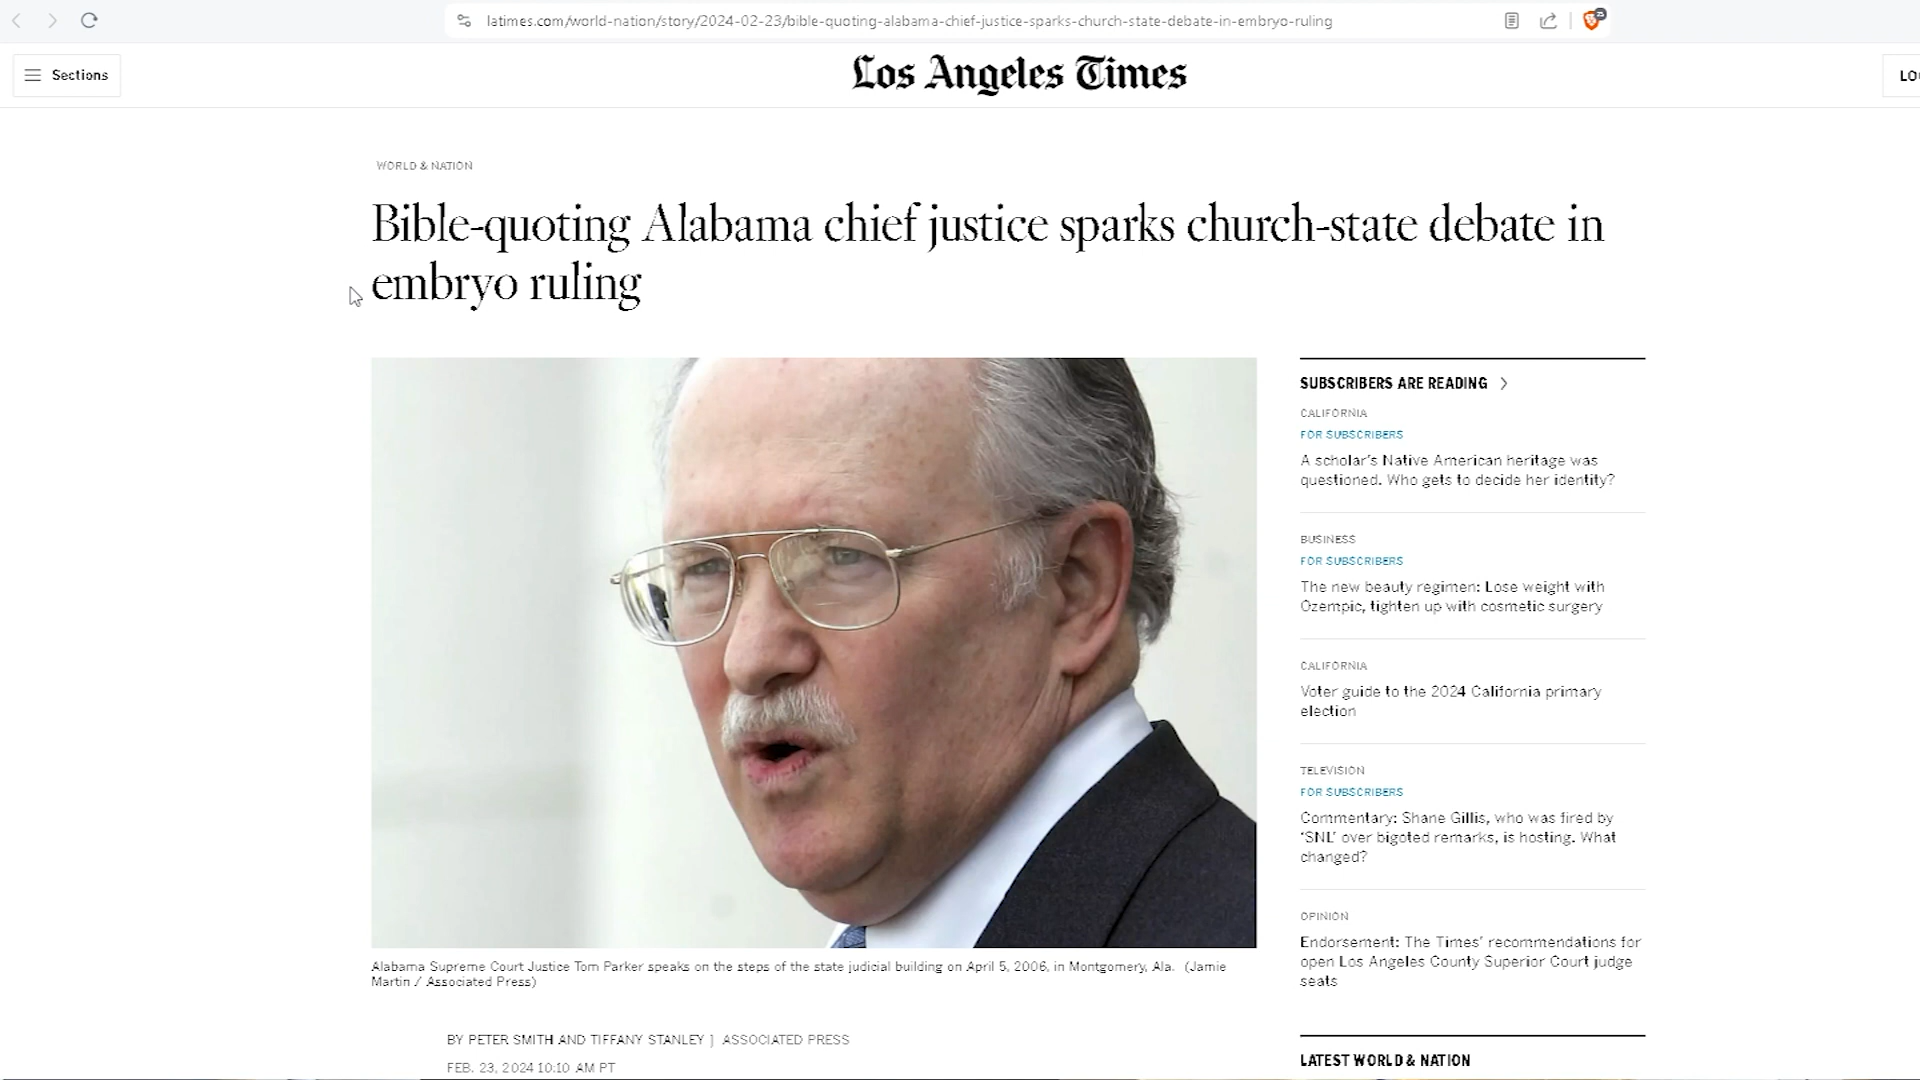 latimes.com/world-nation/story/2024-02-23/bible-quoting-alabama-chief-justice-sparks-church-state-debate-in-embryo-ruling
Sections
Los Angeles Times
WORLD & NATION
Bible-quoting Alabama chief justice sparks church-state debate in
embryo ruling
Alabama Supreme Court Justice Tom Parker speaks on the steps of the state judicial building on April 5, 2006, in Montgomery, Ala. (Jamie
Martin / Associated Press)
BY PETER SMITH AND TIFFANY STANLEY | ASSOCIATED PRESS
FEB. 23, 2024 10:10 AM PT
SUBSCRIBERS ARE READING
CALIFORNIA
FOR SUBSCRIBERS
A scholar's Native American heritage was
questioned. Who gets to decide her identity?
BUSINESS
FOR SUBSCRIBERS
The new beauty regimen: Lose weight with
Ozempic, tighten up with cosmetic surgery
CALIFORNIA
Voter guide to the 2024 California primary
election
TELEVISION
FOR SUBSCRIBERS
Commentary: Shane Gillis, who was fired by
‘SNL’ over bigoted remarks, is hosting. What
changed?
OPINION
Endorsement: The Times’ recommendations for
open Los Angeles County Superior Court judge
seats
LATEST WORLD & NATION